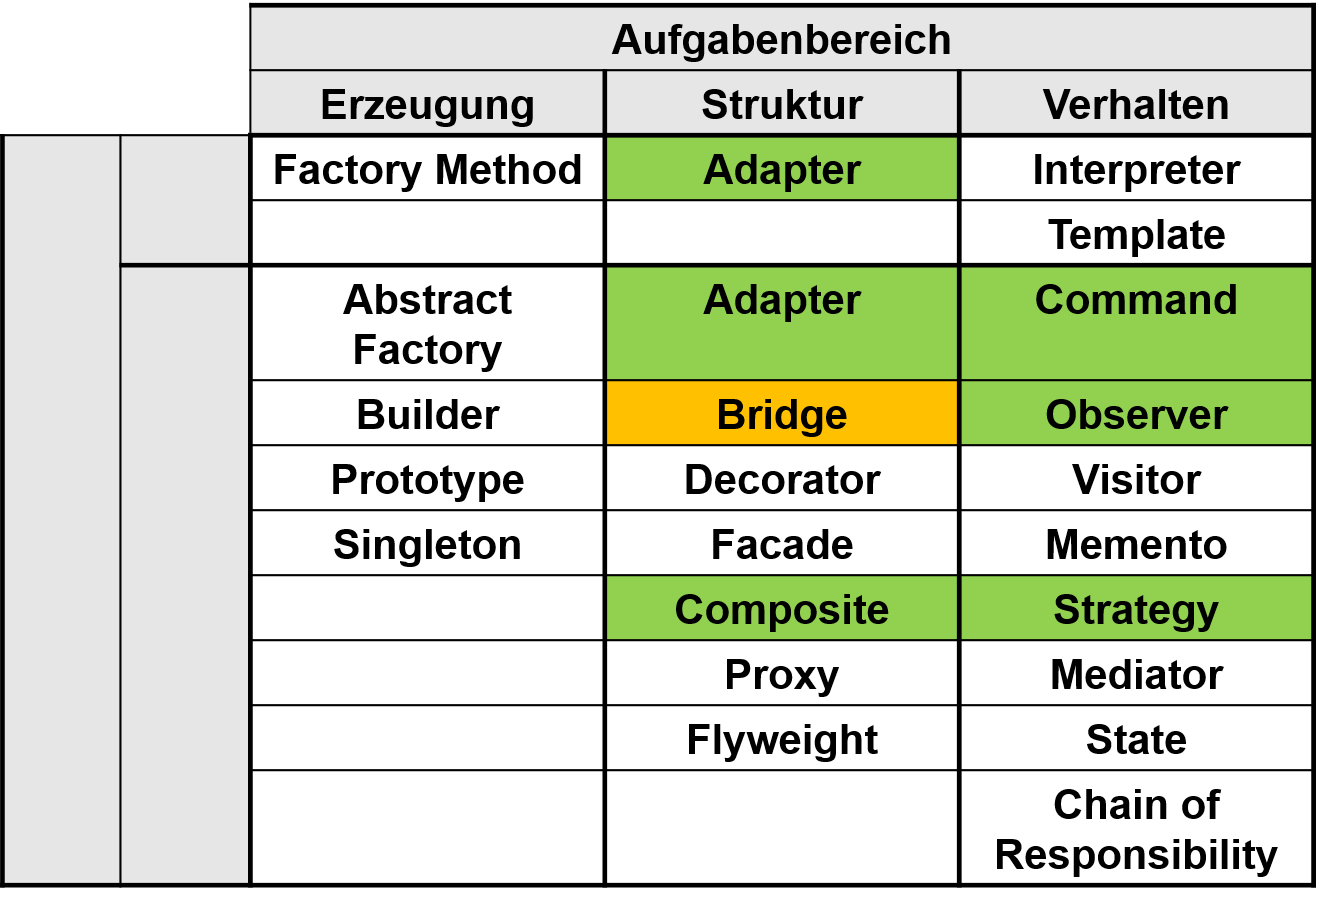 Aufgabenbereich
Erzeugung Struktur Verhalten
Factory Method Adapter Interpreter
Template
Abstract Adapter Command
Factory
Builder Bridge Observer
Prototype Decorator Visitor
Singleton Facade Memento
Composite Strategy
Proxy Mediator
Flyweight State
Chain of
Responsibility